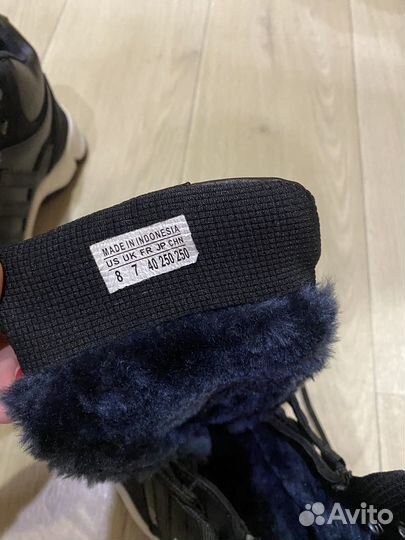 MADE IN INDONESIA
US UK FR JP CHN
8 7 40 250 250
Avito